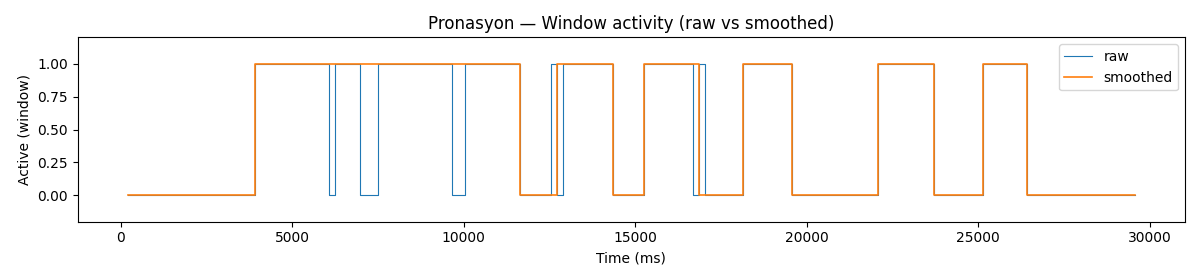 Pronasyon — Window activity (raw vs smoothed)
raw
smoothed
Active (window)
1.00
0.75
0.50
0.25
0.00
0 5000 10000 15000 20000 25000 30000
Time (ms)